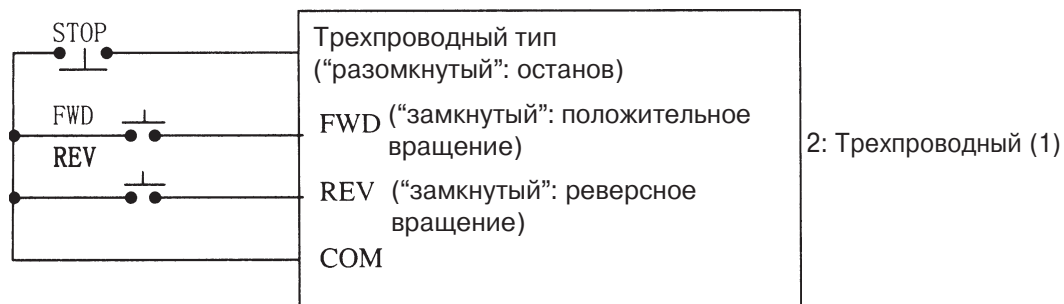 STOP
Трехпроводный тип
(“разомкнутый”: останов)
FWD
FWD (“замкнутый”: положительное
вращение)
2: Трехпроводный (1)
REV
REV (“замкнутый”: реверсное
вращение)
COM